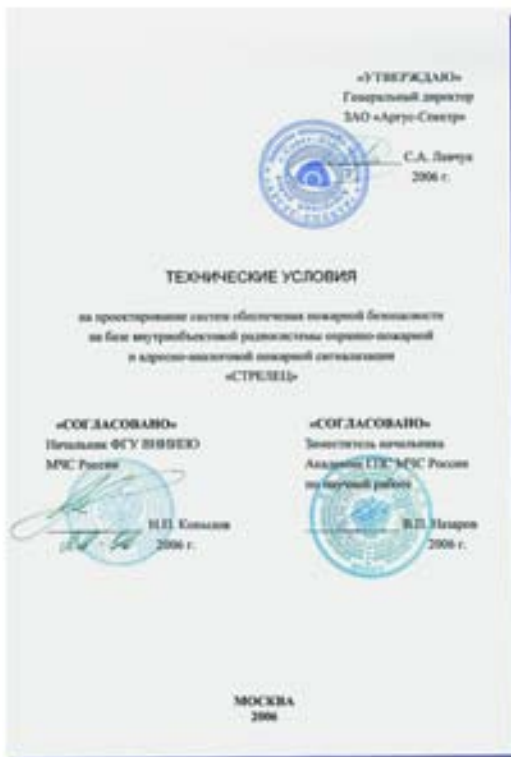 «УТВЕРЖДАЮ»
Генеральный директор
ЗАО «Аргус-Спектр»
С.А. Левчук
2006 г.
ТЕХНИЧЕСКИЕ УСЛОВИЯ
на проектирование систем обеспечения пожарной безопасности
на базе внутриобъектовой радиосистемы охранно-пожарной
и адресно-аналоговой пожарной сигнализации
«СТРЕЛЕЦ»
«СОГЛАСОВАНО»
Начальник ФГУ ВНИИПО
МЧС России
Н.П. Копылов
2006 г.
«СОГЛАСОВАНО»
Заместитель начальника
Академии ГПС МЧС России
по научной работе
В.П. Назаров
2006 г.
МОСКВА
2006